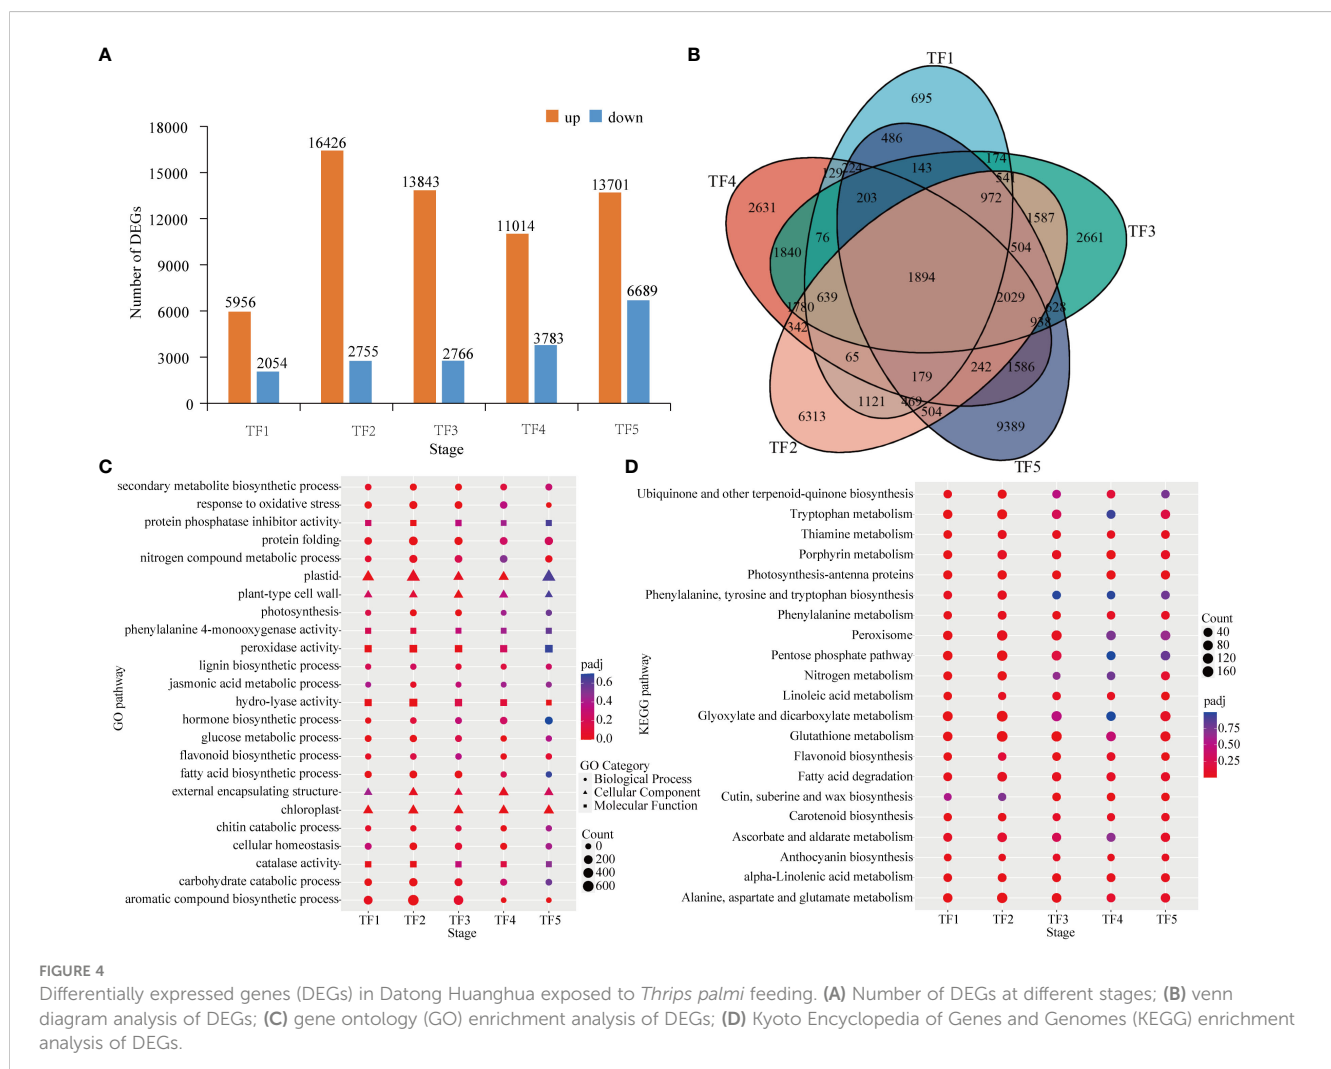 A
up down
Number of DEGs
18000
15000
12000
9000
6000
3000
0
5956
2054
16426
2755
13843
2766
11014
3783
13701
6689
TF1 TF2 TF3 TF4 TF5
Stage
B
TF1
TF4
TF3
TF2
TF5
695
486
174
143
224
129
541
203
972
2631
1587
2661
76
504
1840
1894
639
2029
628
1780
938
342
65
242
1586
179
1121
469
504
6313
9389
C
GO pathway
secondary metabolite biosynthetic process
response to oxidative stress
protein phosphatase inhibitor activity
protein folding
nitrogen compound metabolic process
plastid
plant-type cell wall
photosynthesis
phenylalanine 4-monooxygenase activity
peroxidase activity
lignin biosynthetic process
jasmonic acid metabolic process
hydro-lyase activity
hormone biosynthetic process
glucose metabolic process
flavonoid biosynthetic process
fatty acid biosynthetic process
external encapsulating structure
chloroplast
chitin catabolic process
cellular homeostasis
catalase activity
carbohydrate catabolic process
aromatic compound biosynthetic process
TF1 TF2 TF3 TF4 TF5
Stage
padj
0.6
0.4
0.2
0.0
GO Category
Biological Process
Cellular Component
Molecular Function
Count
0
200
400
600
D
KEGG pathway
Ubiquinone and other terpenoid-quinone biosynthesis
Tryptophan metabolism
Thiamine metabolism
Porphyrin metabolism
Photosynthesis-antenna proteins
Phenylalanine, tyrosine and tryptophan biosynthesis
Phenylalanine metabolism
Peroxisome
Pentose phosphate pathway
Nitrogen metabolism
Linoleic acid metabolism
Glyoxylate and dicarboxylate metabolism
Glutathione metabolism
Flavonoid biosynthesis
Fatty acid degradation
Cutin, suberine and wax biosynthesis
Carotenoid biosynthesis
Ascorbate and aldarate metabolism
Anthocyanin biosynthesis
alpha-Linolenic acid metabolism
Alanine, aspartate and glutamate metabolism
TF1 TF2 TF3 TF4 TF5
Stage
Count
40
80
120
160
padj
0.75
0.50
0.25
FIGURE 4
Differentially expressed genes (DEGs) in Datong Huanghua exposed to Thrips palmi feeding. (A) Number of DEGs at different stages; (B) venn
diagram analysis of DEGs; (C) gene ontology (GO) enrichment analysis of DEGs; (D) Kyoto Encyclopedia of Genes and Genomes (KEGG) enrichment
analysis of DEGs.